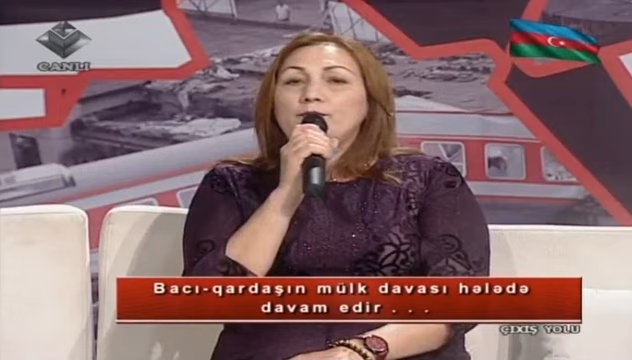 CANLI
Bacı-qardaşın mülk davası hələdə
davam edir . . .
ÇIXIŞ YOLU